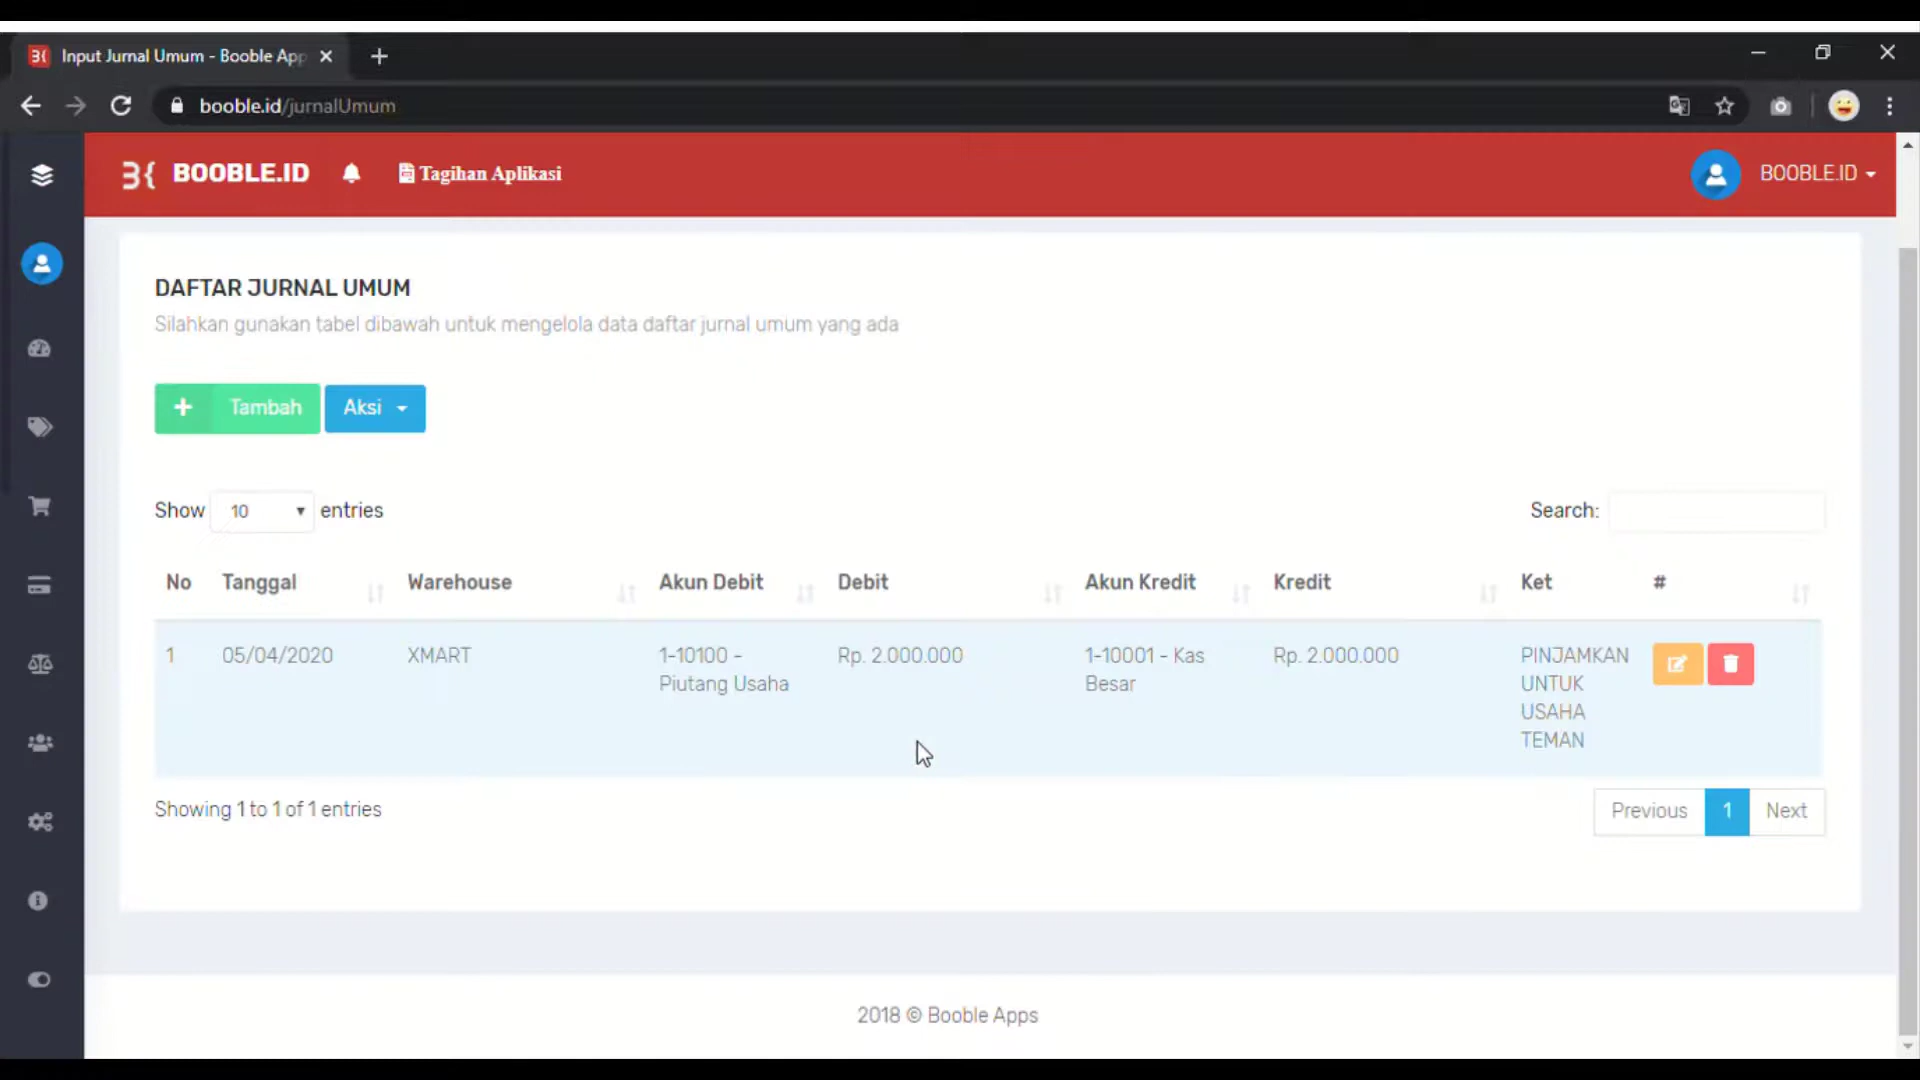 Input Jurnal Umum - Booble App
booble.id/jurnalUmum
BOOBLE.ID Tagihan Aplikasi BOOBLE.ID
DAFTAR JURNAL UMUM
Silahkan gunakan tabel dibawah untuk mengelola data daftar jurnal umum yang ada
+ Tambah Aksi
Show 10 entries Search:
No Tanggal Warehouse Akun Debit Debit Akun Kredit Kredit Ket #
1 05/04/2020 XMART 1-10100 - Rp. 2.000.000 1-10001 - Kas Rp. 2.000.000 PINJAMKAN
Piutang Usaha Besar UNTUK
USAHA
TEMAN
Showing 1 to 1 of 1 entries Previous 1 Next
2018 © Booble Apps